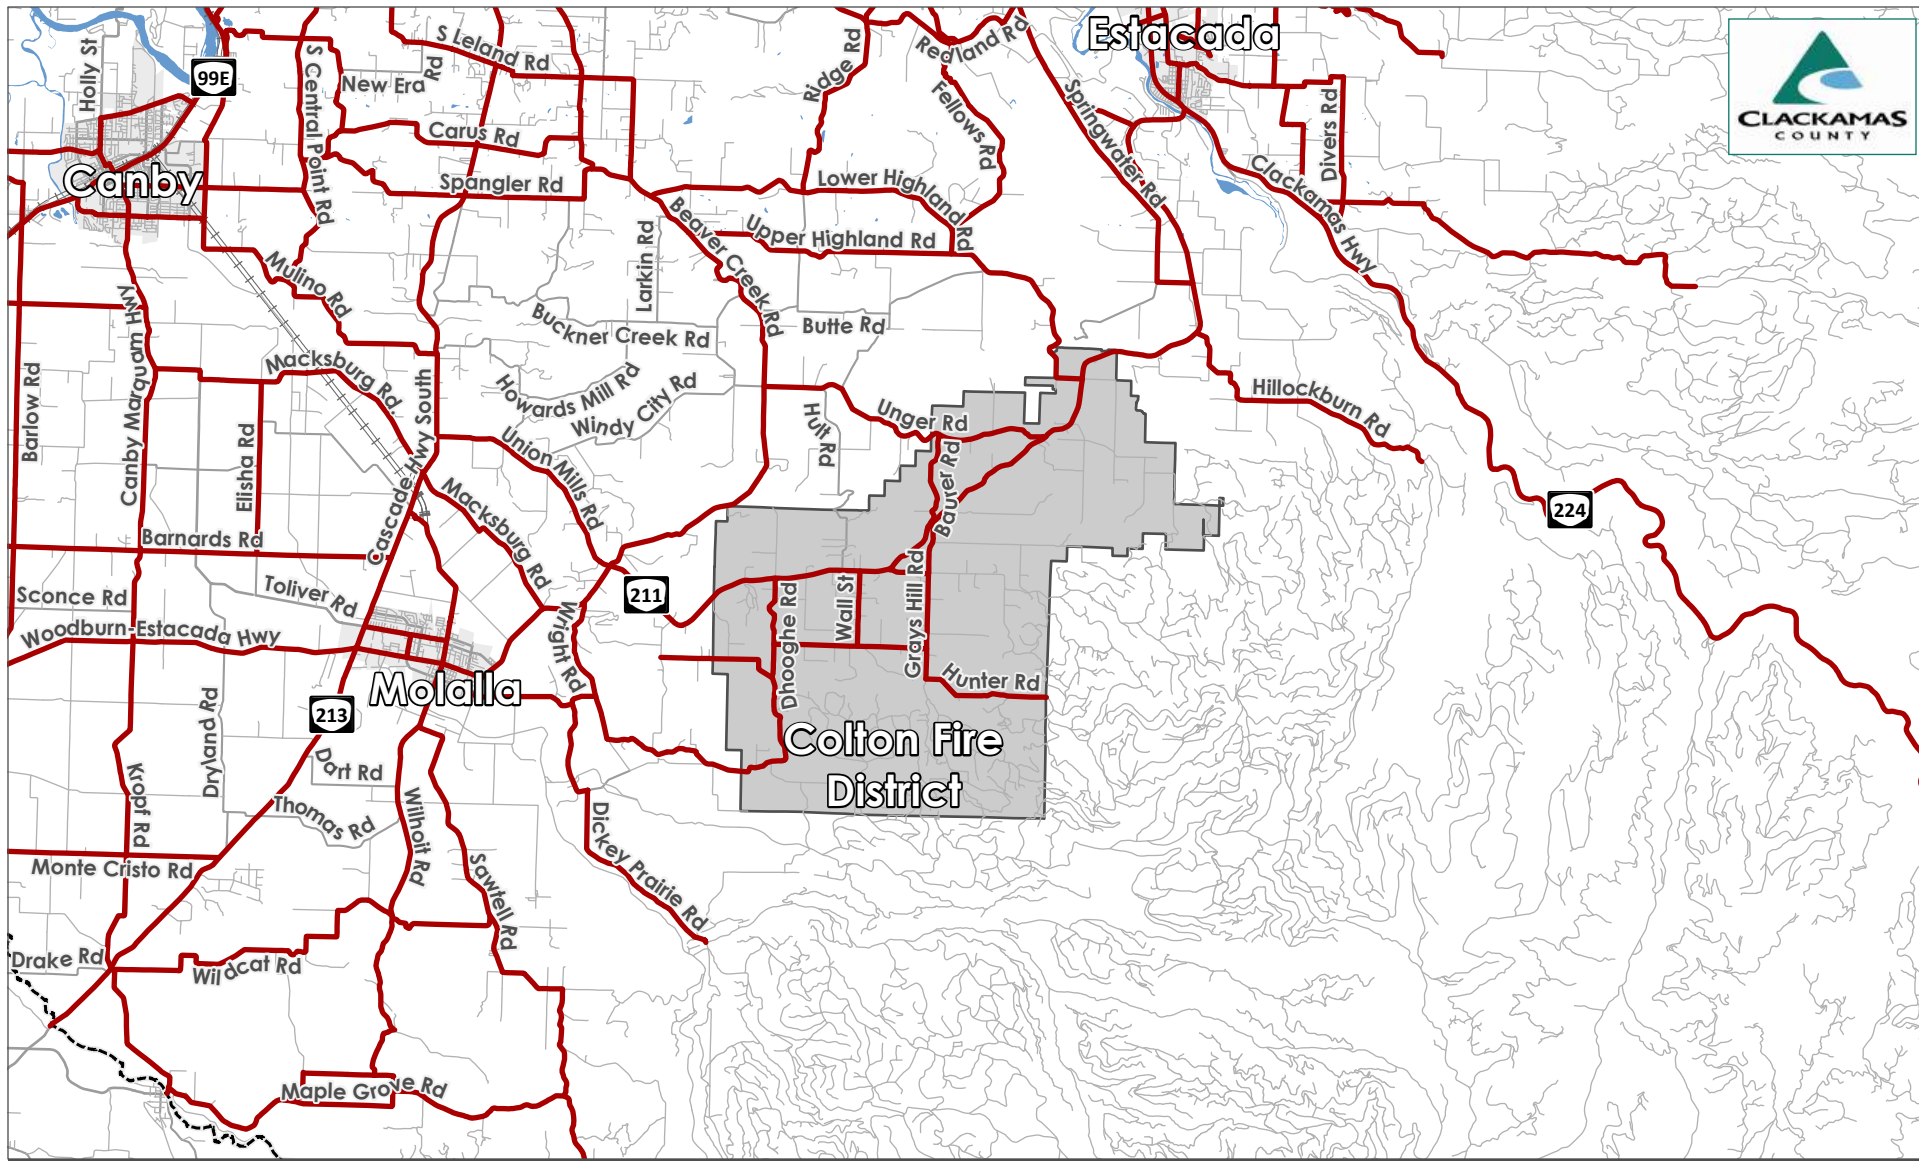 Estacada
CLACKAMAS
COUNTY
Holly St
99E
S Central Point Rd
New Era Rd
S Leland Rd
Ridge Rd
Redland Rd
Fellows Rd
Springwater Rd
Divers Rd
Clackamas Hwy
Carus Rd
Canby
Spangler Rd
Lower Highland Rd
Beaver Creek Rd
Upper Highland Rd
Larkin Rd
Mulino Rd
Buckner Creek Rd
Butte Rd
Canby Marquam Hwy
Barlow Rd
Macksburg Rd.
Cascade Hwy South
Howards Mill Rd
Windy City Rd
Hult Rd
Unger Rd
Hillockburn Rd
Elisha Rd
Union Mills Rd
Macksburg Rd
Baurer Rd
224
Barnards Rd
Sconce Rd
Toliver Rd
211
Wall St
Dhooghe Rd
Grays Hill Rd
Woodburn-Estacada Hwy
Wright Rd
Hunter Rd
Molalla
Dryland Rd
213
Colton Fire
District
Kropf Rd
Dart Rd
Thomas Rd
Wilhoit Rd
Dickey Prairie Rd
Monte Cristo Rd
Sawtell Rd
Drake Rd
Wildcat Rd
Maple Grove Rd